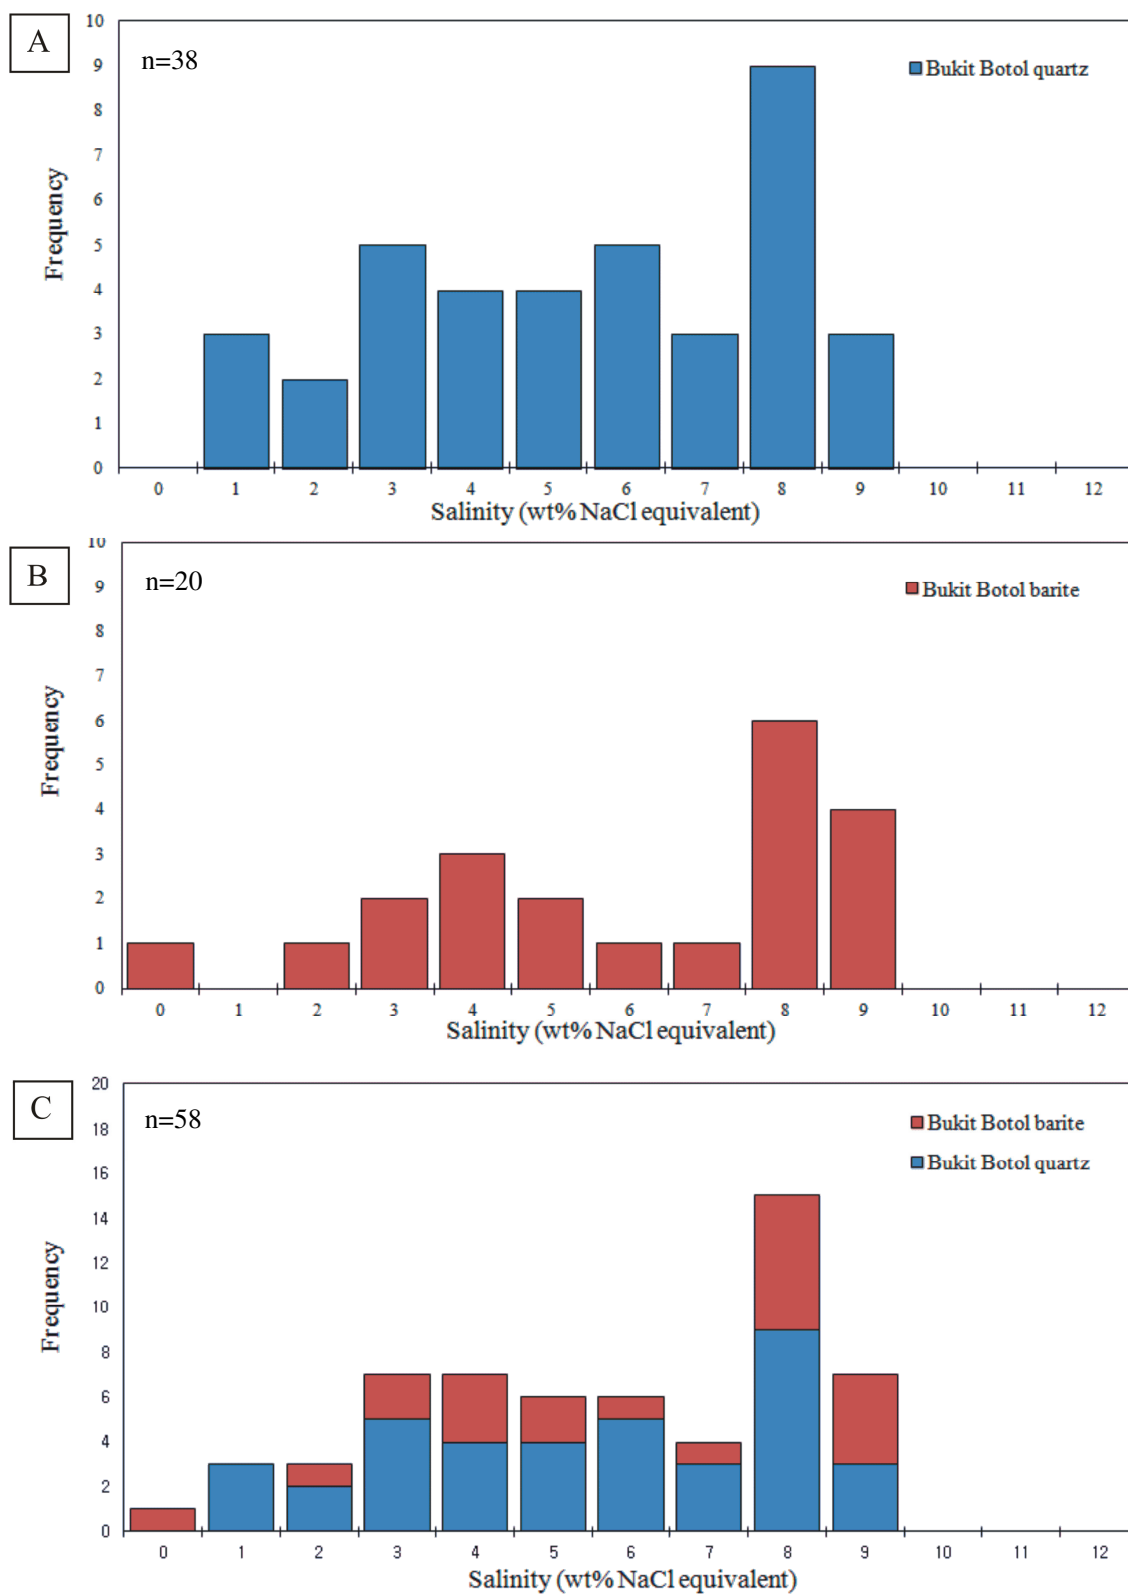 A
n=38
Bukit Botol quartz
Frequency
10
9
8
7
6
5
4
3
2
1
0
0 1 2 3 4 5 6 7 8 9 10 11 12
Salinity (wt% NaCl equivalent)
B
n=20
Bukit Botol barite
Frequency
10
9
8
7
6
5
4
3
2
1
0
0 1 2 3 4 5 6 7 8 9 10 11 12
Salinity (wt% NaCl equivalent)
C
n=58
Bukit Botol barite
Bukit Botol quartz
Frequency
20
18
16
14
12
10
8
6
4
2
0
0 1 2 3 4 5 6 7 8 9 10 11 12
Salinity (wt% NaCl equivalent)